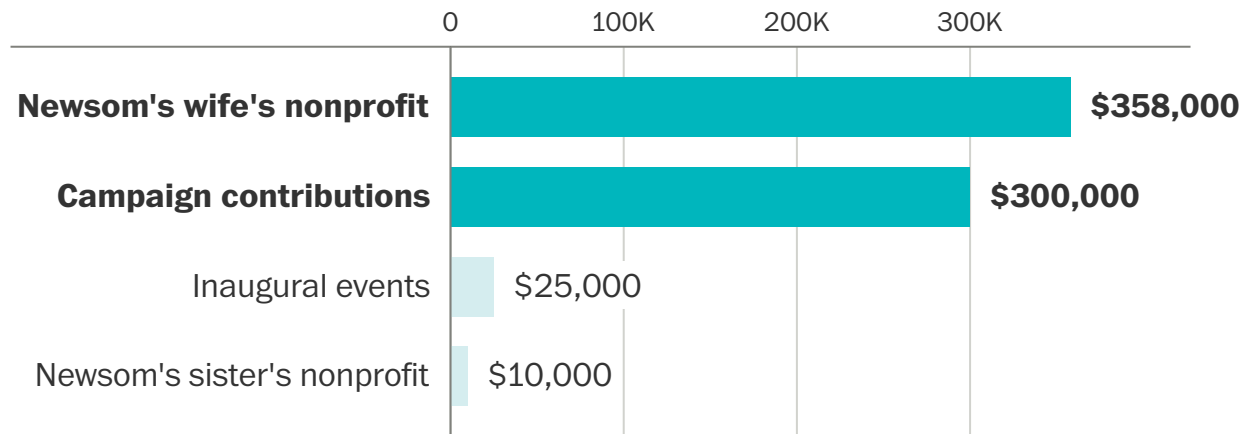 0 100K 200K 300K
Newsom's wife's nonprofit $358,000
Campaign contributions $300,000
Inaugural events $25,000
Newsom's sister's nonprofit $10,000